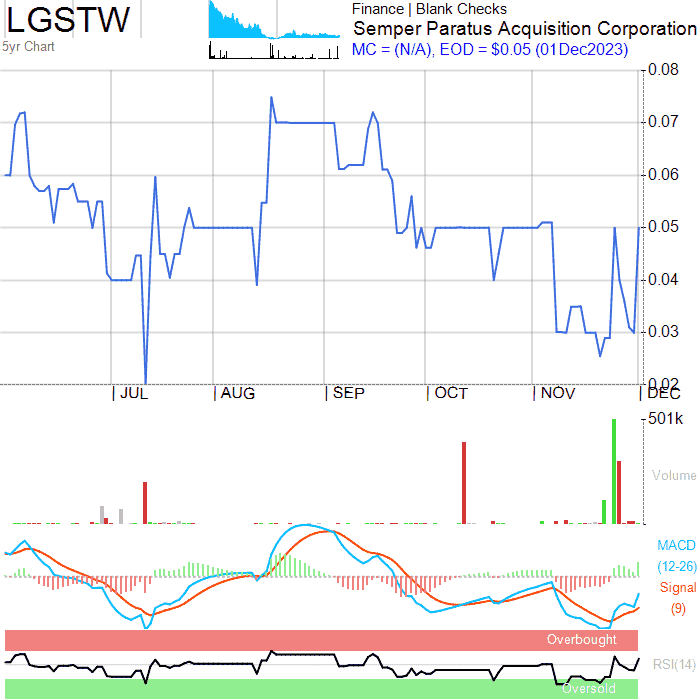 LGSTW
5yr Chart
Finance | Blank Checks
Semper Paratus Acquisition Corporation
MC = (N/A), EOD = $0.05 (01Dec2023)
0.08
0.07
0.06
0.05
0.04
0.03
0.02
| JUL | AUG | SEP | OCT | NOV | DEC
501k
Volume
MACD
(12-26)
Signal
(9)
Overbought
RSI(14)
Oversold